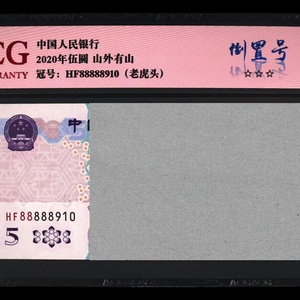 CG
RRANTY
中国人民银行
2020年伍圆 山外有山
冠号：HF88888910（老虎头）
倒置号
☆☆☆
中
HF88888910
5